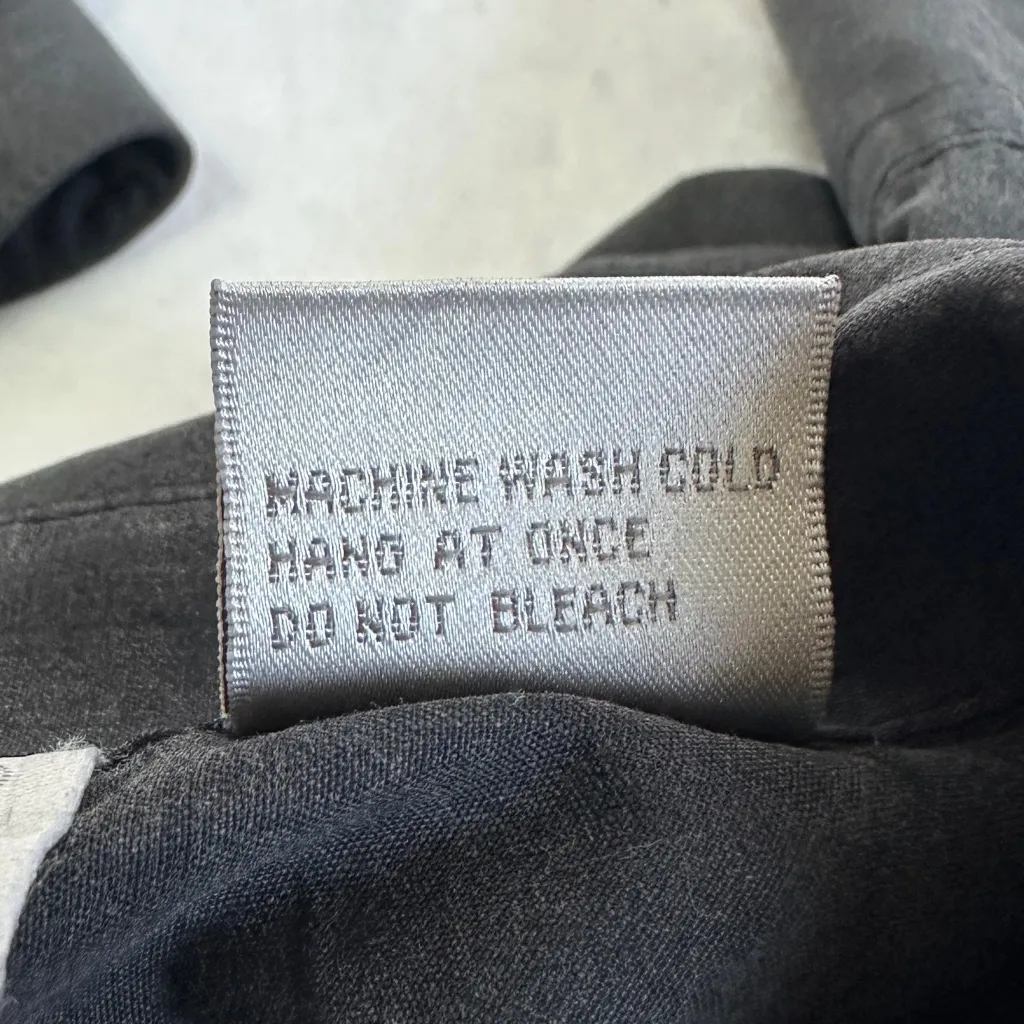 MACHINE WASH COLD
HANG AT ONCE
DO NOT BLEACH